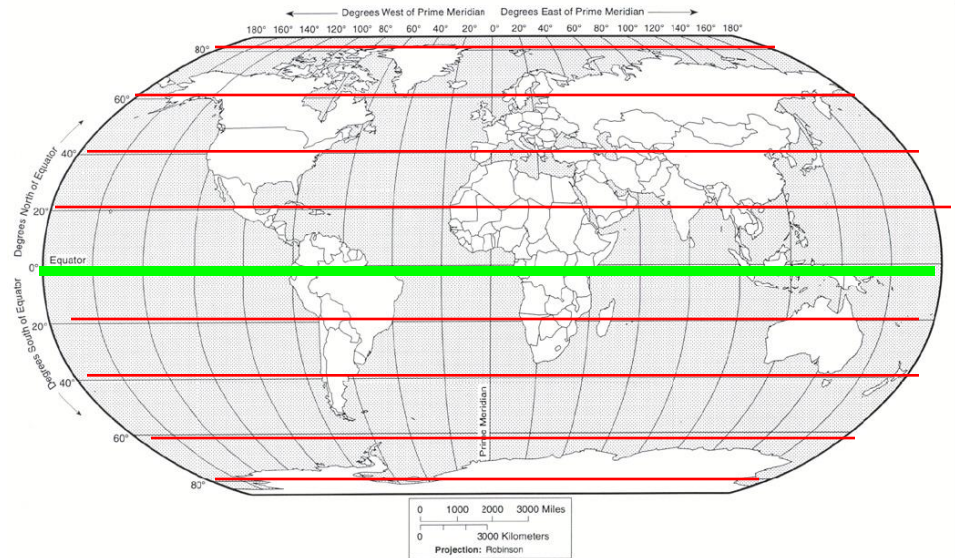 Degrees West of Prime Meridian Degrees East of Prime Meridian
180° 160° 140° 120° 100° 80° 60° 40° 20° 0° 20° 40° 60° 80° 100° 120° 140° 160° 180°
80°
60°
40°
20°
Equator
0°
20°
40°
60°
80°
Degrees North of Equator
Degrees South of Equator
Prime Meridian
0 1000 2000 3000 Miles
0 3000 Kilometers
Projection: Robinson